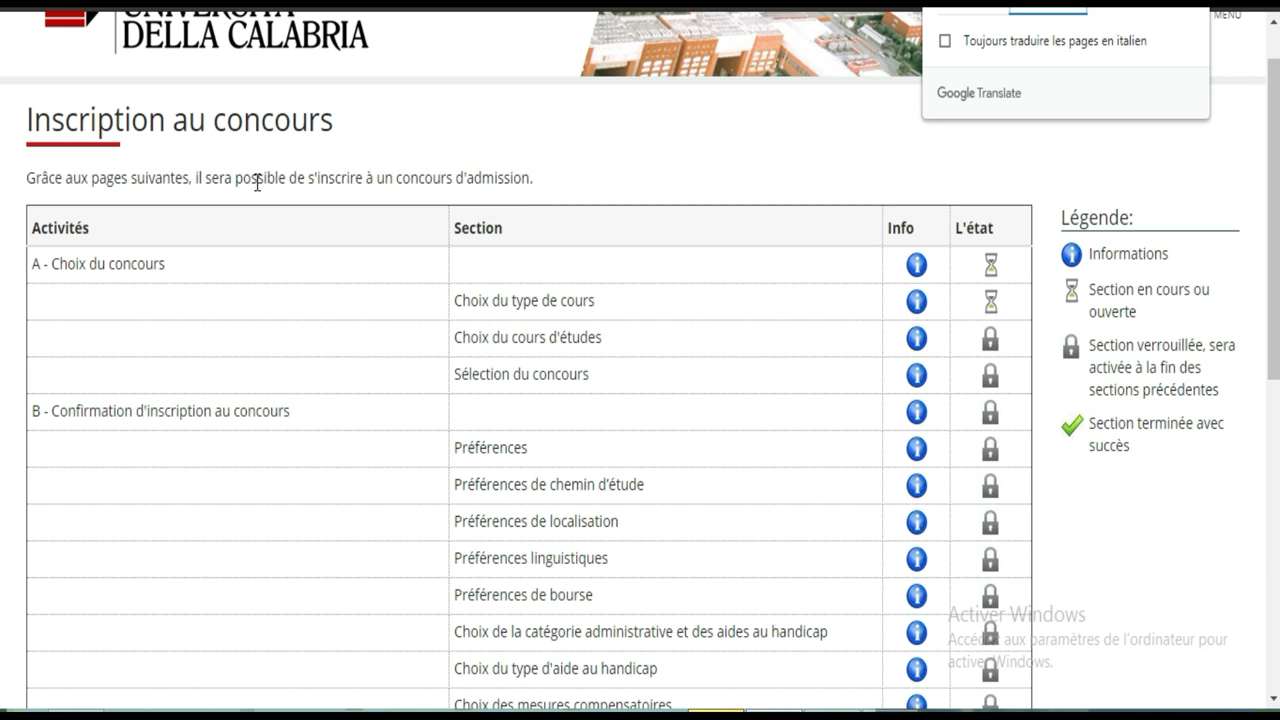 DELLA CALABRIA
MENU
Toujours traduire les pages en italien
Google Translate
Inscription au concours
Grâce aux pages suivantes, il sera possible de s'inscrire à un concours d'admission.
Activités Section Info L'état
A - Choix du concours
Choix du type de cours
Choix du cours d'études
Sélection du concours
B - Confirmation d'inscription au concours
Préférences
Préférences de chemin d'étude
Préférences de localisation
Préférences linguistiques
Préférences de bourse
Choix de la catégorie administrative et des aides au handicap
Choix du type d'aide au handicap
Choix des mesures compensatoires
Légende:
Informations
Section en cours ou
ouverte
Section verrouillée, sera
activée à la fin des
sections précédentes
Section terminée avec
succès
Activer Windows
Accédez aux paramètres de l'ordinateur pour
activer Windows.